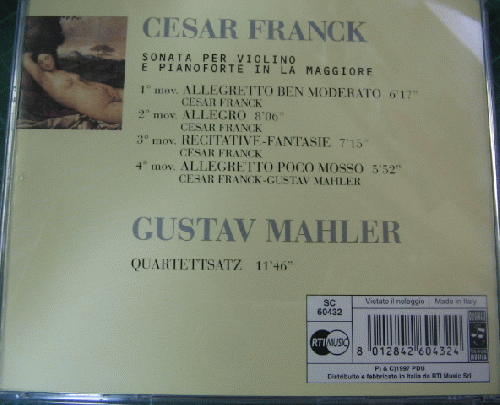 CESAR FRANCK
SONATA PER VIOLINO
E PIANOFORTE IN LA MAGGIORE
1° mov. ALLEGRETTO BEN MODERATO 6'17"
CESAR FRANCK
2° mov. ALLEGRO 8'06"
CESAR FRANCK
3° mov. RECITATIVE-FANTASIE 7'15"
CESAR FRANCK
4° mov. ALLEGRETTO POCO MOSSO 5'52"
CESAR FRANCK-GUSTAV MAHLER
GUSTAV MAHLER
QUARTETTSATZ 11'46"
SC
60432
Vietato il noleggio
Made in Italy
RTI MUSIC
8 012842 604324
P) & C)1997 PDU
Distribuito e fabbricato in Italia da RTI Music Srl